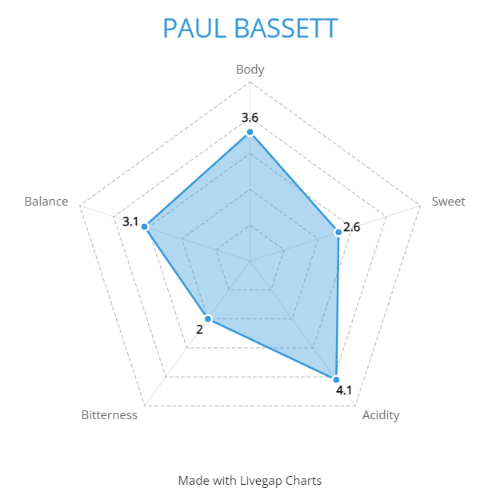 PAUL BASSETT
Body
3.6
Balance
Sweet
3.1
2.6
2
4.1
Bitterness
Acidity
Made with Livegap Charts